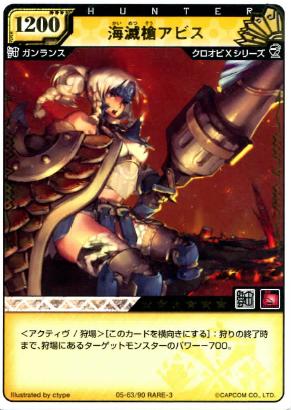 HUNTER
1200
かい めつ そう
海滅槍アビス
ガンランス
クロオビXシリーズ
<アクティヴ / 狩場>[このカードを横向きにする]:狩りの終了時
まで、狩場にあるターゲットモンスターのパワー-700。
Illustrated by ctype
05-63/90 RARE-3
©CAPCOM CO., LTD.